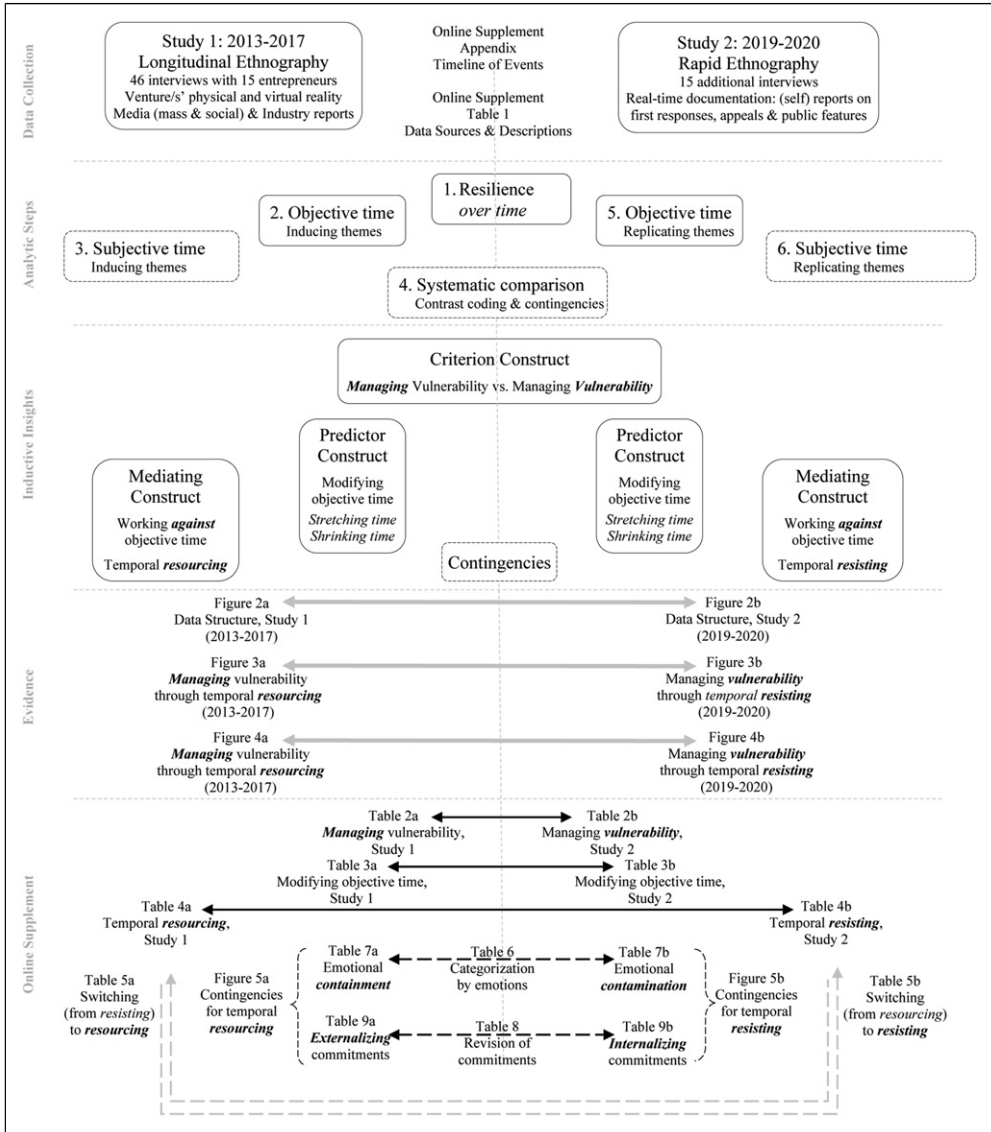 Data Collection
Study 1: 2013-2017
Longitudinal Ethnography
46 interviews with 15 entrepreneurs
Venture/s' physical and virtual reality
Media (mass & social) & Industry reports
Online Supplement
Appendix
Timeline of Events
Online Supplement
Table 1
Data Sources & Descriptions
Study 2: 2019-2020
Rapid Ethnography
15 additional interviews
Real-time documentation: (self) reports on
first responses, appeals & public features
Analytic Steps
1. Resilience
over time
2. Objective time
Inducing themes
5. Objective time
Replicating themes
3. Subjective time
Inducing themes
6. Subjective time
Replicating themes
4. Systematic comparison
Contrast coding & contingencies
Inductive Insights
Criterion Construct
Managing Vulnerability vs. Managing Vulnerability
Predictor
Construct
Modifying
objective time
Stretching time
Shrinking time
Predictor
Construct
Modifying
objective time
Stretching time
Shrinking time
Mediating
Construct
Working against
objective time
Temporal resourcing
Mediating
Construct
Working against
objective time
Temporal resisting
Contingencies
Evidence
Figure 2a
Data Structure, Study 1
(2013-2017)
Figure 2b
Data Structure, Study 2
(2019-2020)
Figure 3a
Managing vulnerability
through temporal resourcing
(2013-2017)
Figure 3b
Managing vulnerability
through temporal resisting
(2019-2020)
Figure 4a
Managing vulnerability
through temporal resourcing
(2013-2017)
Figure 4b
Managing vulnerability
through temporal resisting
(2019-2020)
Online Supplement
Table 2a
Managing vulnerability,
Study 1
Table 2b
Managing vulnerability,
Study 2
Table 3a
Modifying objective time,
Study 1
Table 3b
Modifying objective time,
Study 2
Table 4a
Temporal resourcing,
Study 1
Table 4b
Temporal resisting,
Study 2
Table 5a
Switching
(from resisting)
to resourcing
Figure 5a
Contingencies
for temporal
resourcing
Table 7a
Emotional
containment
Table 6
Categorization
by emotions
Table 7b
Emotional
contamination
Table 9a
Externalizing
commitments
Table 8
Revision of
commitments
Table 9b
Internalizing
commitments
Figure 5b
Contingencies
for temporal
resisting
Table 5b
Switching
(from resourcing)
to resisting